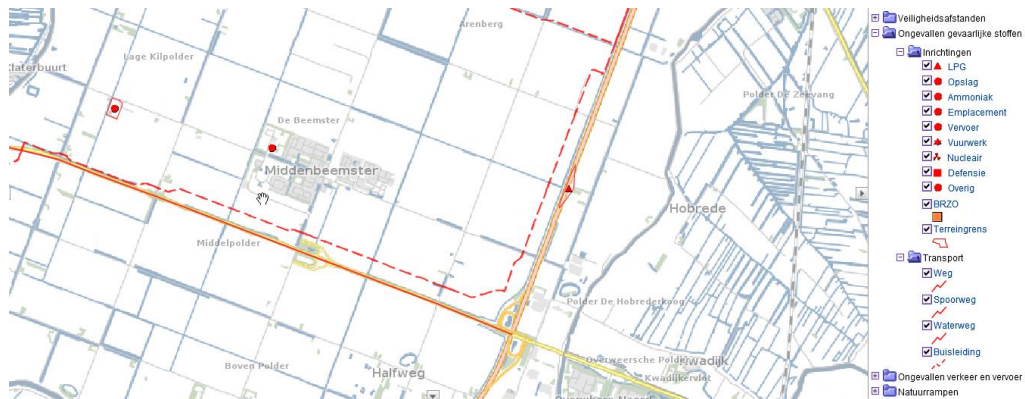 Arenberg
Lage Kilpolder
Klaterburt
Polder De Zeevang
De Beemster
Middenbeemster
Hobrede
Middelpolder
Polder De Hobrederkoog
Overweersche Polder
Kwadijk
Boven Polder
Halfweg
Kwadijkervlot
Veiligheidsafstanden
Ongevallen gevaarlijke stoffen
Inrichtingen
LPG
Opslag
Ammoniak
Emplacement
Vervoer
Vuurwerk
Nucleair
Defensie
Overig
BRZO
Terreingrens
Transport
Weg
Spoorweg
Waterweg
Buisleiding
Ongevallen verkeer en vervoer
Natuurrampen